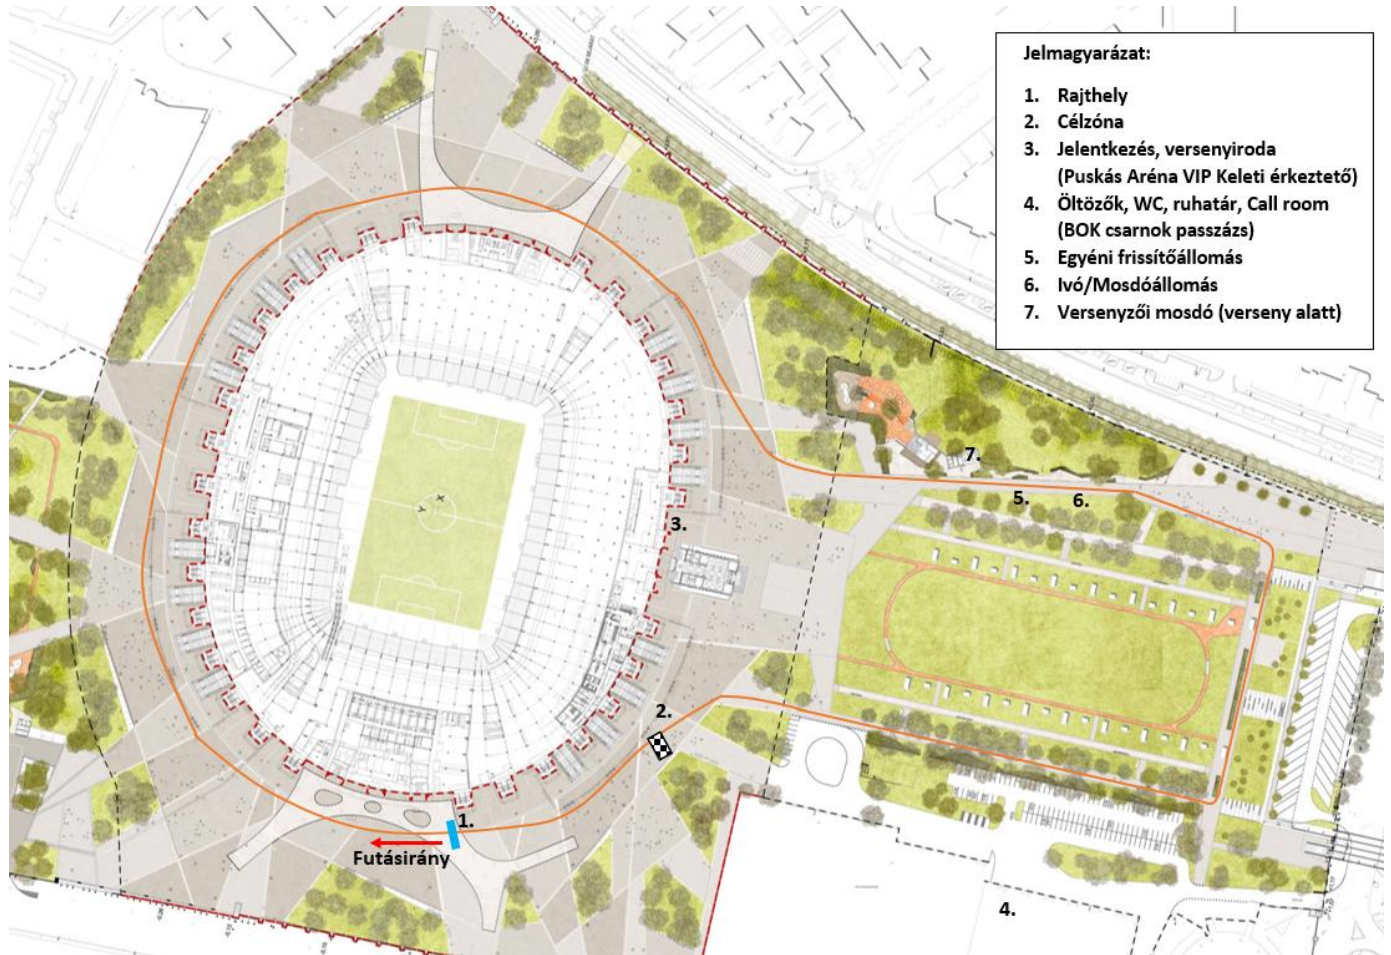 Jelmagyarázat:
1. Rajthely
2. Célzóna
3. Jelentkezés, versenyiroda
(Puskás Aréna VIP Keleti érkeztető)
4. Öltözők, WC, ruhatár, Call room
(BOK csarnok passzázs)
5. Egyéni frissítőállomás
6. Ivó/Mosdóállomás
7. Versenyzői mosdó (verseny alatt)
7.
5.
6.
X
Y
3.
2.
1.
Futásirány
4.